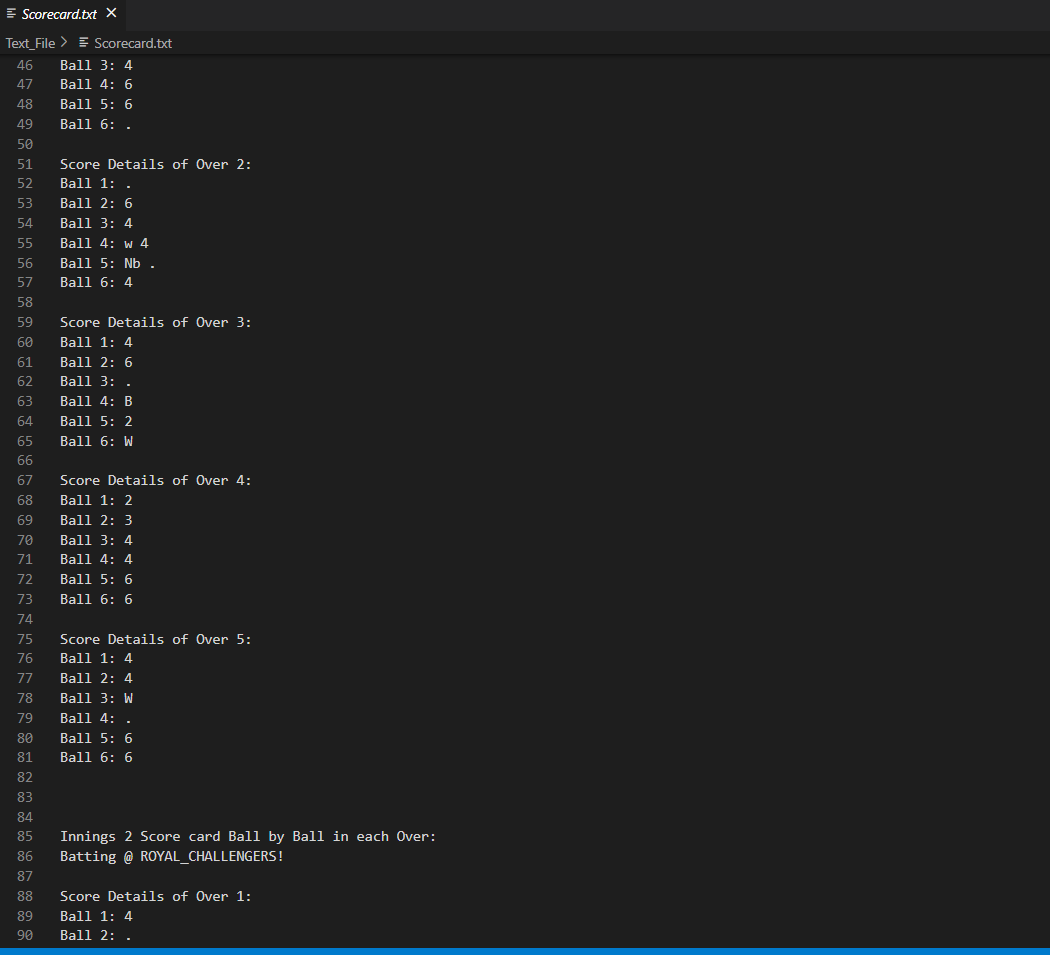 Scorecard.txt ×
Text_File > Scorecard.txt
46 Ball 3: 4
47 Ball 4: 6
48 Ball 5: 6
49 Ball 6: .
50
51 Score Details of Over 2:
52 Ball 1: .
53 Ball 2: 6
54 Ball 3: 4
55 Ball 4: w 4
56 Ball 5: Nb .
57 Ball 6: 4
58
59 Score Details of Over 3:
60 Ball 1: 4
61 Ball 2: 6
62 Ball 3: .
63 Ball 4: B
64 Ball 5: 2
65 Ball 6: W
66
67 Score Details of Over 4:
68 Ball 1: 2
69 Ball 2: 3
70 Ball 3: 4
71 Ball 4: 4
72 Ball 5: 6
73 Ball 6: 6
74
75 Score Details of Over 5:
76 Ball 1: 4
77 Ball 2: 4
78 Ball 3: W
79 Ball 4: .
80 Ball 5: 6
81 Ball 6: 6
82
83
84
85 Innings 2 Score card Ball by Ball in each Over:
86 Batting @ ROYAL_CHALLENGERS!
87
88 Score Details of Over 1:
89 Ball 1: 4
90 Ball 2: .